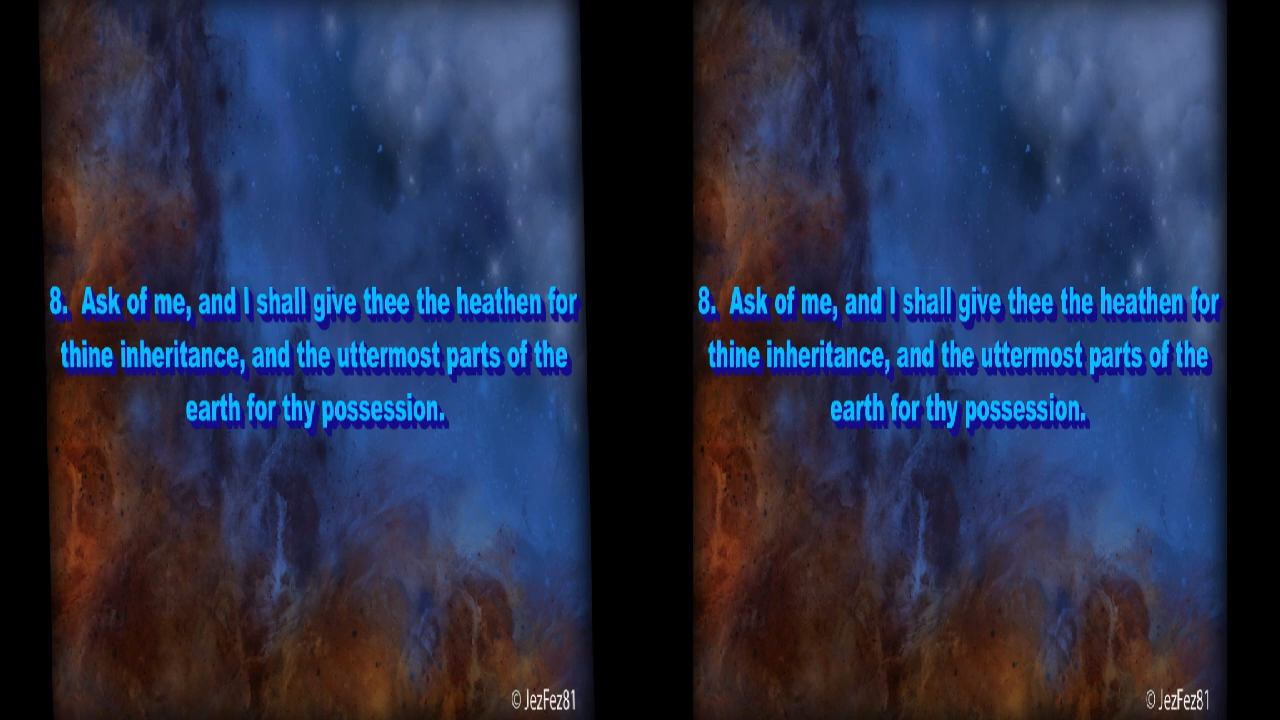 8. Ask of me, and I shall give thee the heathen for
thine inheritance, and the uttermost parts of the
earth for thy possession.
© JezFez81
8. Ask of me, and I shall give thee the heathen for
thine inheritance, and the uttermost parts of the
earth for thy possession.
© JezFez81